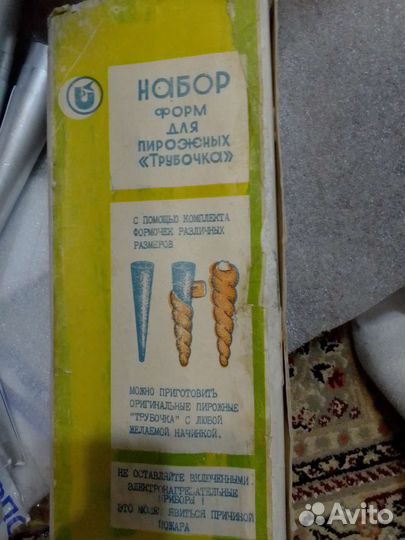 НАБОР
ФОРМ
ДЛЯ
ПИРОЖНЫХ
«ТРУБОЧКА»
С ПОМОЩЬЮ КОМПЛЕКТА
ФОРМОЧЕК РАЗЛИЧНЫХ
РАЗМЕРОВ
МОЖНО ПРИГОТОВИТЬ
ОРИГИНАЛЬНЫЕ ПИРОЖНЫЕ
"ТРУБОЧКА" С ЛЮБОЙ
ЖЕЛАЕМОЙ НАЧИНКОЙ.
НЕ ОСТАВЛЯЙТЕ ВКЛЮЧЕННЫМИ
ЭЛЕКТРОНАГРЕВАТЕЛЬНЫЕ
ПРИБОРЫ !
ЭТО МОЖЕТ ЯВИТЬСЯ ПРИЧИНОЙ
ПОЖАРА
Avito